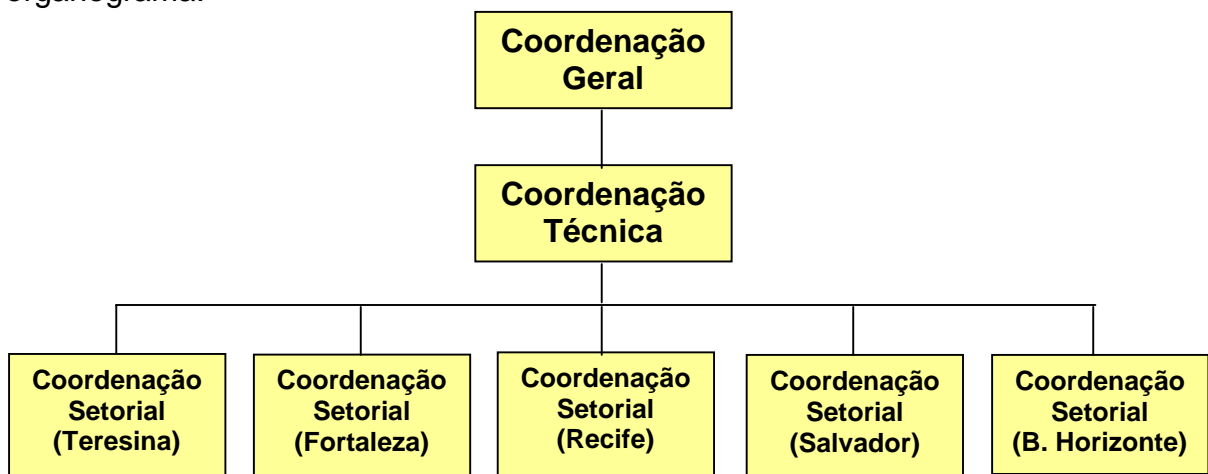 organograma.
Coordenação
Geral
Coordenação
Técnica
Coordenação
Setorial
(Teresina)
Coordenação
Setorial
(Fortaleza)
Coordenação
Setorial
(Recife)
Coordenação
Setorial
(Salvador)
Coordenação
Setorial
(B. Horizonte)